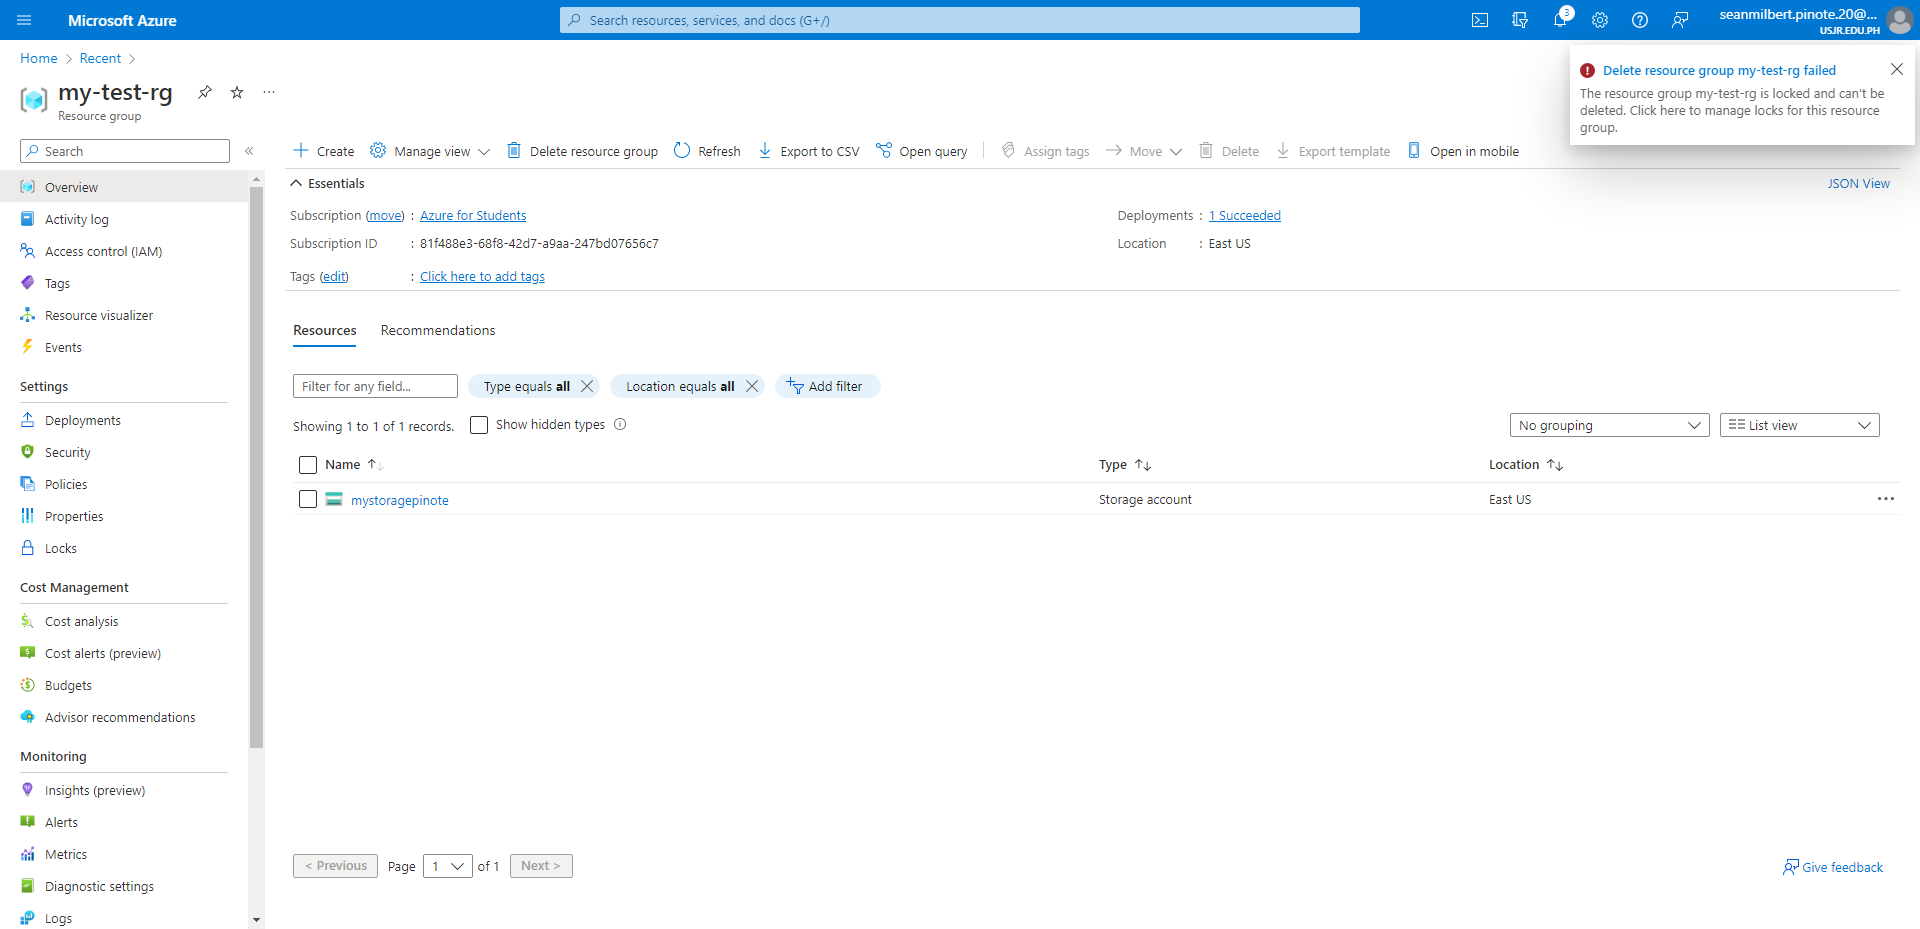 Microsoft Azure
Search resources, services, and docs (G+/)
3
seanmilbert.pinote.20@...
USJR.EDU.PH
Home > Recent >
my-test-rg
Resource group
Delete resource group my-test-rg failed
The resource group my-test-rg is locked and can't be
deleted. Click here to manage locks for this resource
group.
Search
Create Manage view Delete resource group Refresh Export to CSV Open query Assign tags Move Delete Export template Open in mobile
Overview
Activity log
Access control (IAM)
Tags
Resource visualizer
Events
Settings
Deployments
Security
Policies
Properties
Locks
Cost Management
Cost analysis
Cost alerts (preview)
Budgets
Advisor recommendations
Monitoring
Insights (preview)
Alerts
Metrics
Diagnostic settings
Logs
Essentials
JSON View
Subscription (move) : Azure for Students
Deployments : 1 Succeeded
Subscription ID : 81f488e3-68f8-42d7-a9aa-247bd07656c7
Location : East US
Tags (edit) : Click here to add tags
Resources Recommendations
Filter for any field... Type equals all Location equals all Add filter
Showing 1 to 1 of 1 records. Show hidden types
No grouping List view
Name Type Location
mystoragepinote Storage account East US
< Previous Page 1 of 1 Next >
Give feedback